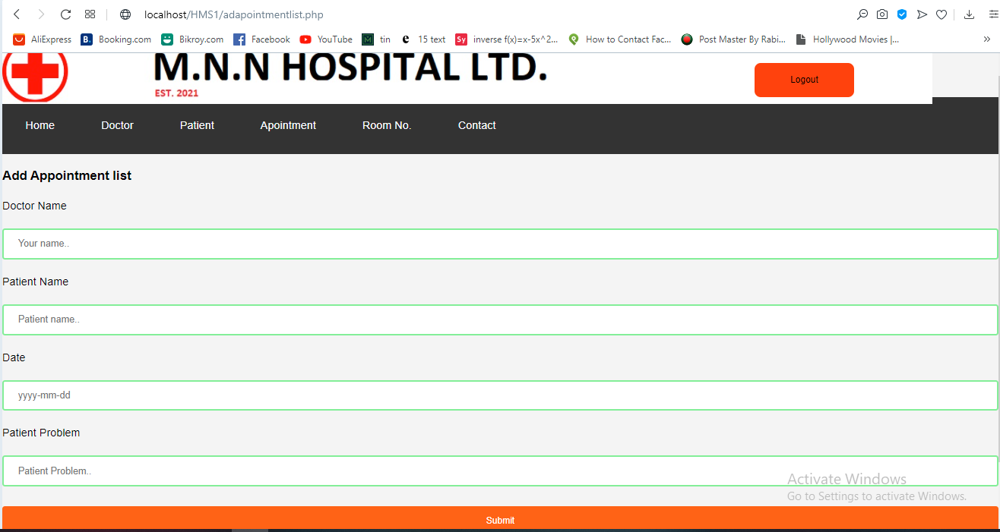 localhost/HMS1/adapointmentlist.php
AliExpress B. Booking.com Bikroy.com Facebook YouTube M tin e 15 text Sy inverse f(x)=x-5x^2... How to Contact Fac... Post Master By Rabi... Hollywood Movies |... »
M.N.N HOSPITAL LTD.
EST. 2021
Logout
Home Doctor Patient Apointment Room No. Contact
Add Appointment list
Doctor Name
Your name..
Patient Name
Patient name..
Date
yyyy-mm-dd
Patient Problem
Patient Problem..
Activate Windows
Go to Settings to activate Windows.
Submit